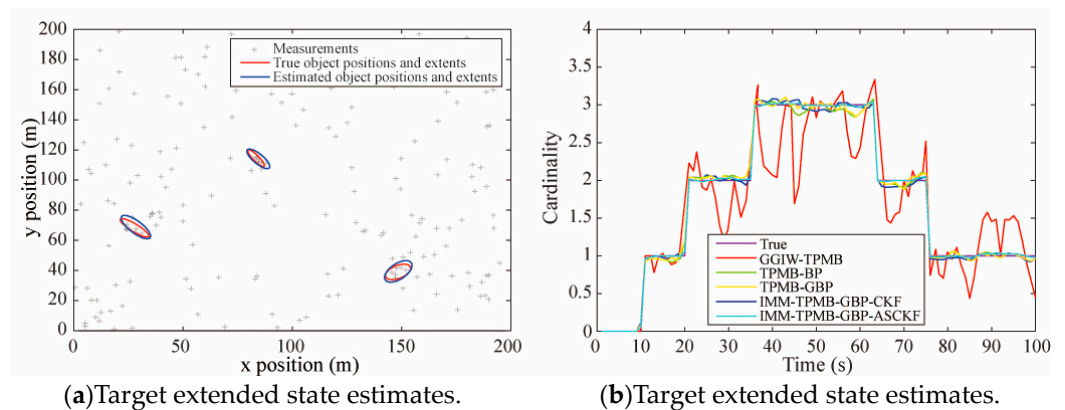 200
180
160
140
120
100
80
60
40
20
0
y position (m)
Measurements
True object positions and extents
Estimated object positions and extents
0
50
100
150
200
x position (m)
4
3.5
3
2.5
2
1.5
1
0.5
0
Cardinality
True
GGIW-TPMB
TPMB-BP
TPMB-GBP
IMM-TPMB-GBP-CKF
IMM-TPMB-GBP-ASCKF
0 10 20 30 40 50 60 70 80 90 100
Time (s)
(a)Target extended state estimates.
(b)Target extended state estimates.